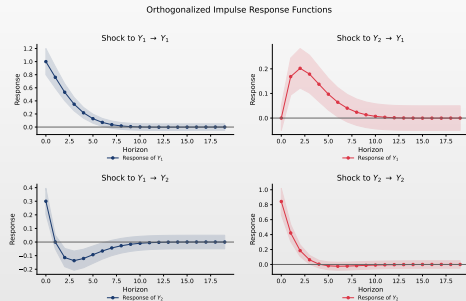 Orthogonalized Impulse Response Functions
Shock to Y₁ → Y₁
1.2
1.0
0.8
0.6
0.4
0.2
0.0
Response
0.0 2.5 5.0 7.5 10.0 12.5 15.0 17.5
Horizon
Response of Y₁
Shock to Y₂ → Y₁
0.2
0.1
0.0
Response
0.0 2.5 5.0 7.5 10.0 12.5 15.0 17.5
Horizon
Response of Y₁
Shock to Y₁ → Y₂
0.4
0.3
0.2
0.1
0.0
−0.1
−0.2
Response
0.0 2.5 5.0 7.5 10.0 12.5 15.0 17.5
Horizon
Response of Y₂
Shock to Y₂ → Y₂
1.0
0.8
0.6
0.4
0.2
0.0
Response
0.0 2.5 5.0 7.5 10.0 12.5 15.0 17.5
Horizon
Response of Y₂